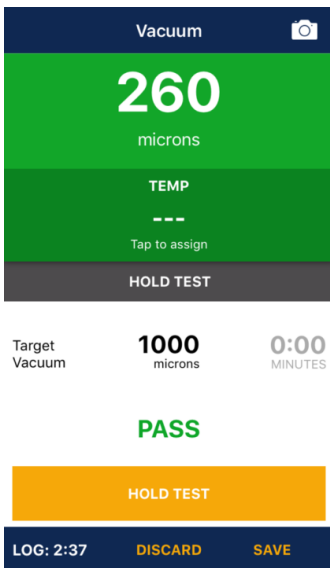 Vacuum
260
microns
TEMP
---
Tap to assign
HOLD TEST
Target
Vacuum
1000
microns
0:00
MINUTES
PASS
HOLD TEST
LOG: 2:37 DISCARD SAVE